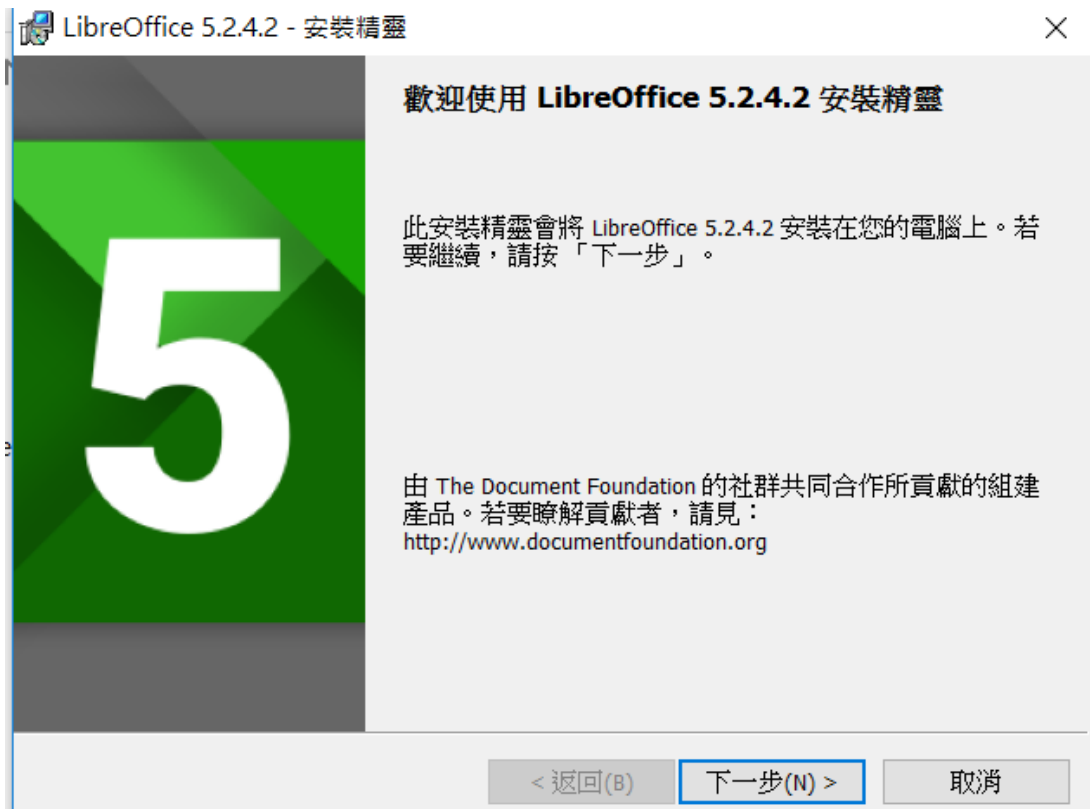 LibreOffice 5.2.4.2 - 安裝精靈
歡迎使用 LibreOffice 5.2.4.2 安裝精靈
此安裝精靈會將 LibreOffice 5.2.4.2 安裝在您的電腦上。若
要繼續，請按「下一步」。
5
由 The Document Foundation 的社群共同合作所貢獻的組建
產品。若要瞭解貢獻者，請見：
http://www.documentfoundation.org
< 返回(B)
下一步(N) >
取消